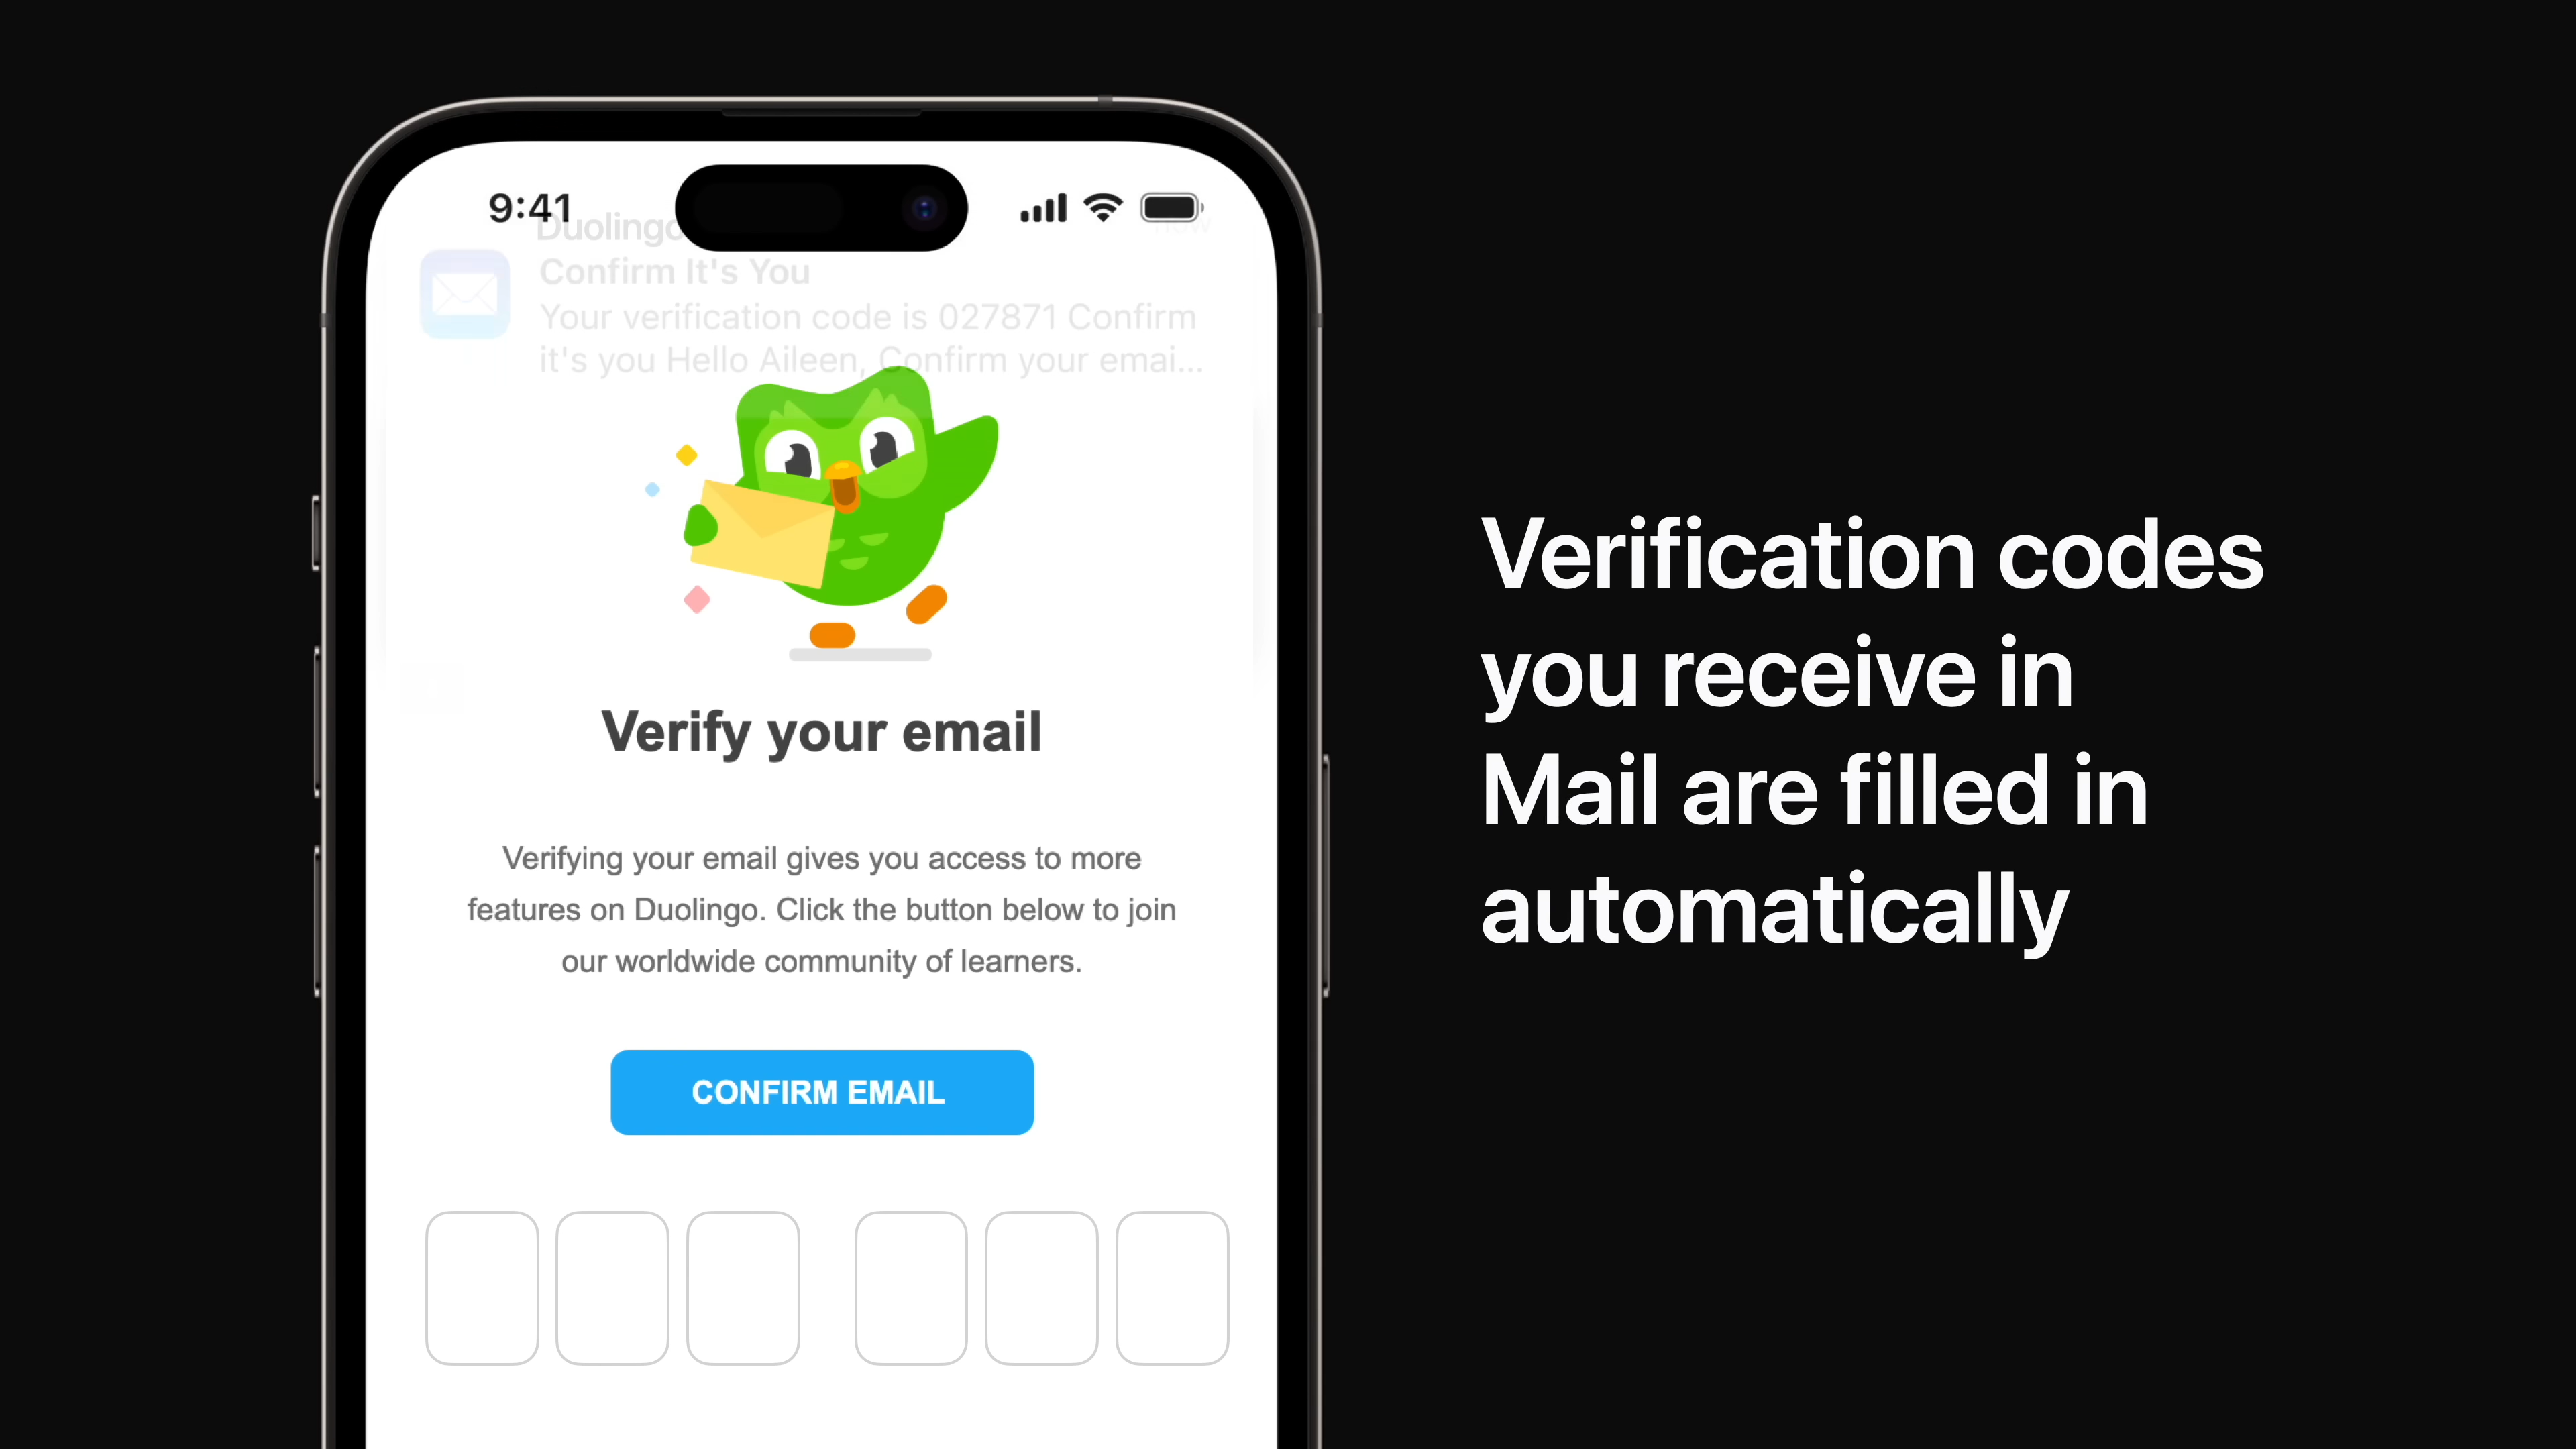 9:41
Duolingo
now
Confirm It's You
Your verification code is 027871 Confirm
it's you Hello Aileen, Confirm your emai...
Verify your email
Verifying your email gives you access to more
features on Duolingo. Click the button below to join
our worldwide community of learners.
CONFIRM EMAIL
Verification codes
you receive in
Mail are filled in
automatically